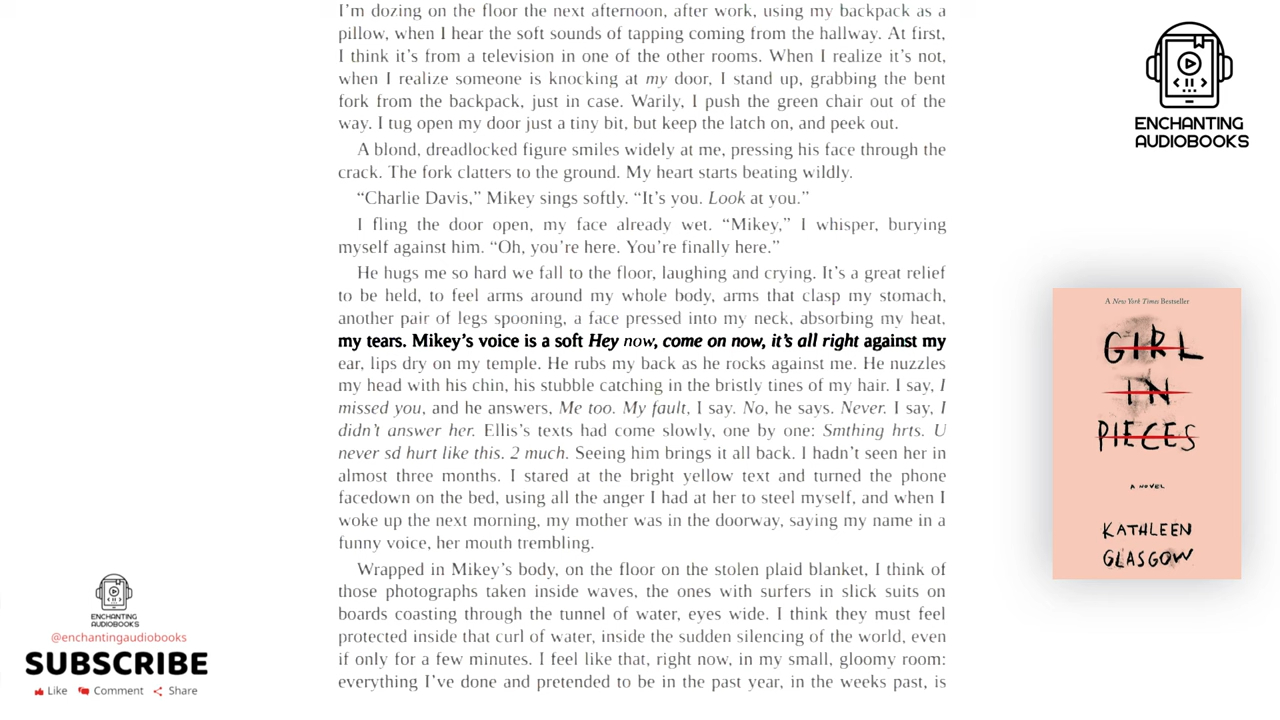 I'm dozing on the floor the next afternoon, after work, using my backpack as a
pillow, when I hear the soft sounds of tapping coming from the hallway. At first,
I think it's from a television in one of the other rooms. When I realize it's not,
when I realize someone is knocking at my door, I stand up, grabbing the bent
fork from the backpack, just in case. Warily, I push the green chair out of the
way. I tug open my door just a tiny bit, but keep the latch on, and peek out.
A blond, dreadlocked figure smiles widely at me, pressing his face through the
crack. The fork clatters to the ground. My heart starts beating wildly.
“Charlie Davis,” Mikey sings softly. “It's you. Look at you.”
I fling the door open, my face already wet. “Mikey,” I whisper, burying
myself against him. “Oh, you're here. You're finally here.”
He hugs me so hard we fall to the floor, laughing and crying. It's a great relief
to be held, to feel arms around my whole body, arms that clasp my stomach,
another pair of legs spooning, a face pressed into my neck, absorbing my heat,
my tears. Mikey's voice is a soft Hey now, come on now, it's all right against my
ear, lips dry on my temple. He rubs my back as he rocks against me. He nuzzles
my head with his chin, his stubble catching in the bristly tines of my hair. I say, I
missed you, and he answers, Me too. My fault, I say. No, he says. Never. I say, I
didn't answer her. Ellis's texts had come slowly, one by one: Smthing hrts. U
never sd hurt like this. 2 much. Seeing him brings it all back. I hadn't seen her in
almost three months. I stared at the bright yellow text and turned the phone
facedown on the bed, using all the anger I had at her to steel myself, and when I
woke up the next morning, my mother was in the doorway, saying my name in a
funny voice, her mouth trembling.
Wrapped in Mikey's body, on the floor on the stolen plaid blanket, I think of
those photographs taken inside waves, the ones with surfers in slick suits on
boards coasting through the tunnel of water, eyes wide. I think they must feel
protected inside that curl of water, inside the sudden silencing of the world, even
if only for a few minutes. I feel like that, right now, in my small, gloomy room:
everything I've done and pretended to be in the past year, in the weeks past, is
ENCHANTING
AUDIOBOOKS
A New York Times Bestseller
GIRL
IN
PIECES
A NOVEL
KATHLEEN
GLASGOW
ENCHANTING
AUDIOBOOKS
@enchantingaudiobooks
SUBSCRIBE
Like Comment Share